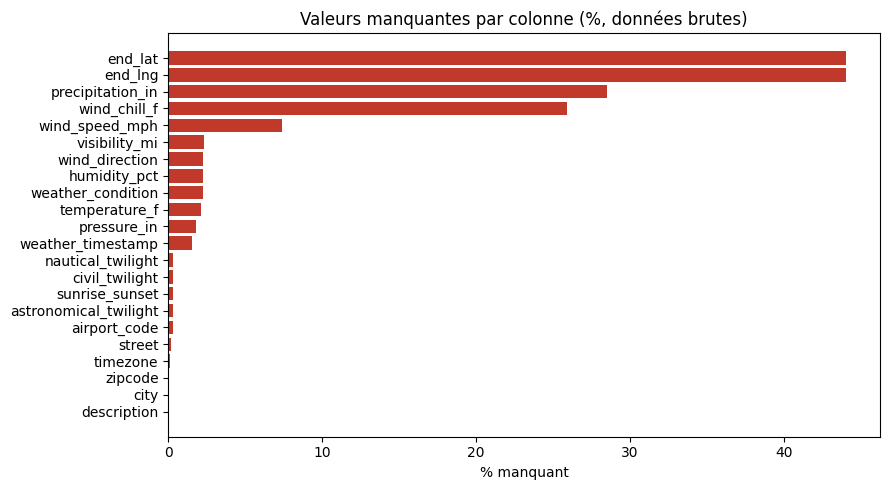 Valeurs manquantes par colonne (%, données brutes)
end_lat
end_lng
precipitation_in
wind_chill_f
wind_speed_mph
visibility_mi
wind_direction
humidity_pct
weather_condition
temperature_f
pressure_in
weather_timestamp
nautical_twilight
civil_twilight
sunrise_sunset
astronomical_twilight
airport_code
street
timezone
zipcode
city
description
0 10 20 30 40
% manquant